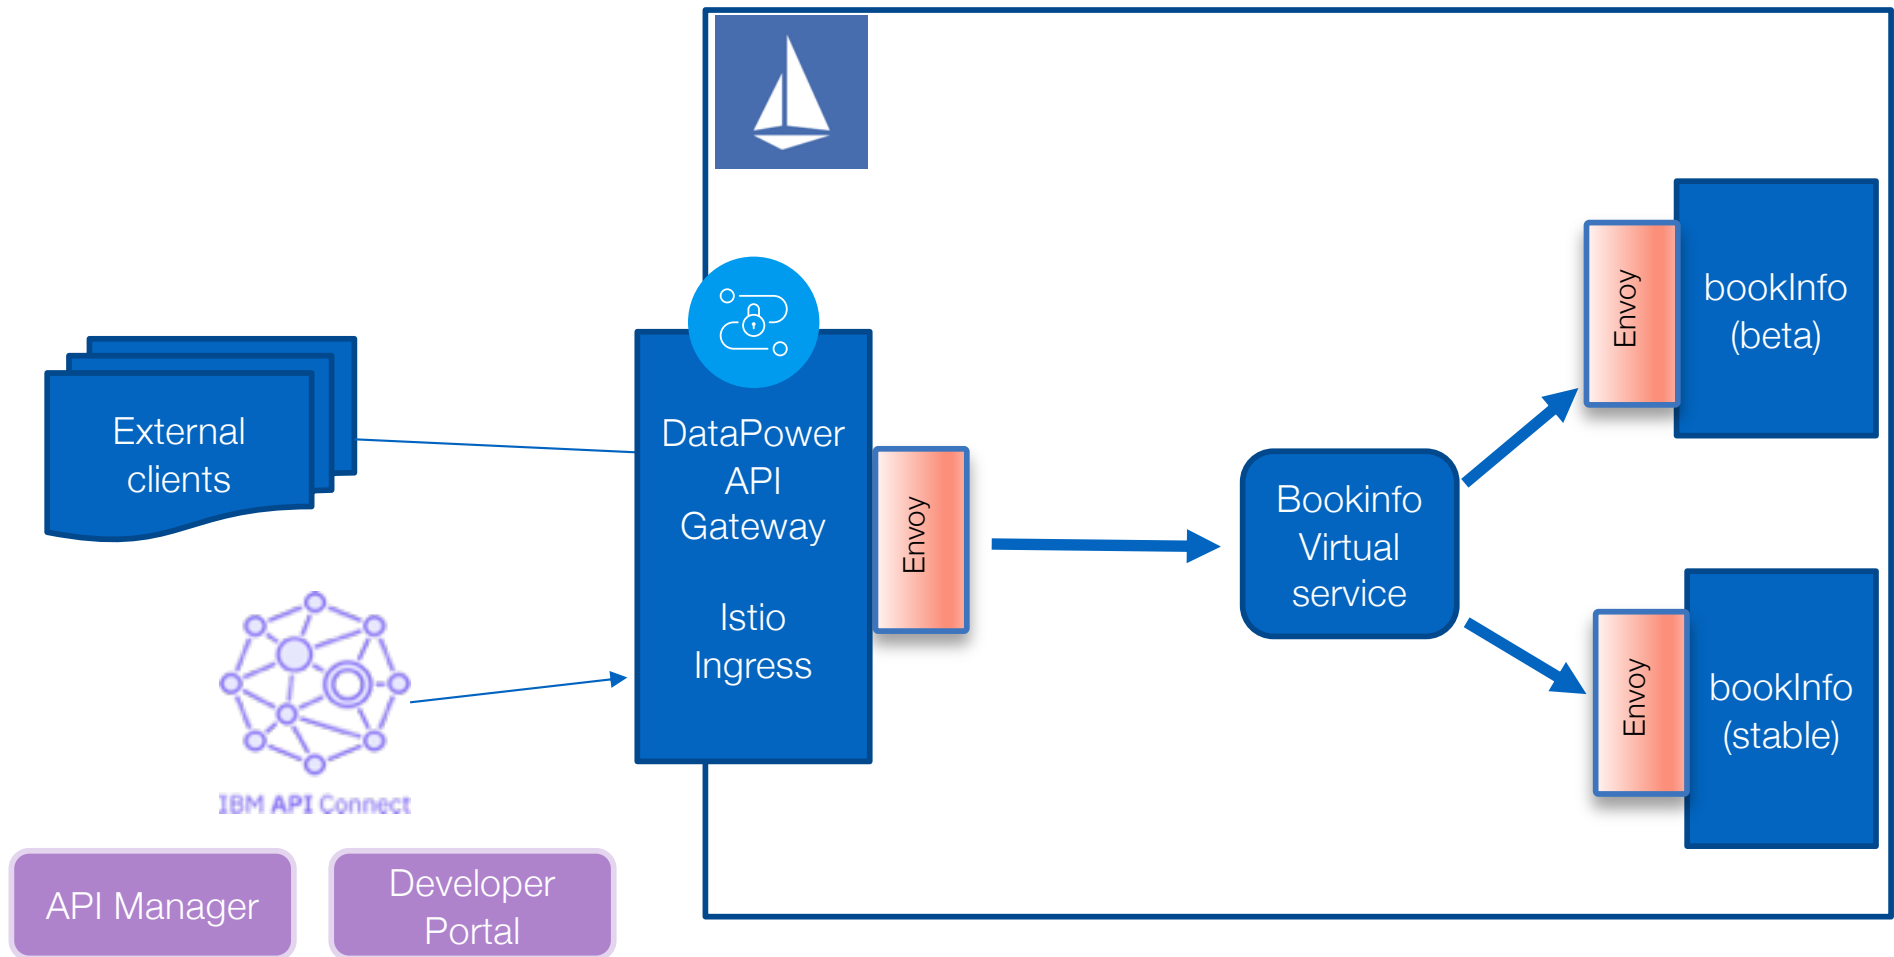 External
clients
IBM API Connect
API Manager
Developer
Portal
DataPower
API
Gateway
Istio
Ingress
Envoy
Bookinfo
Virtual
service
Envoy
bookInfo
(beta)
Envoy
bookInfo
(stable)